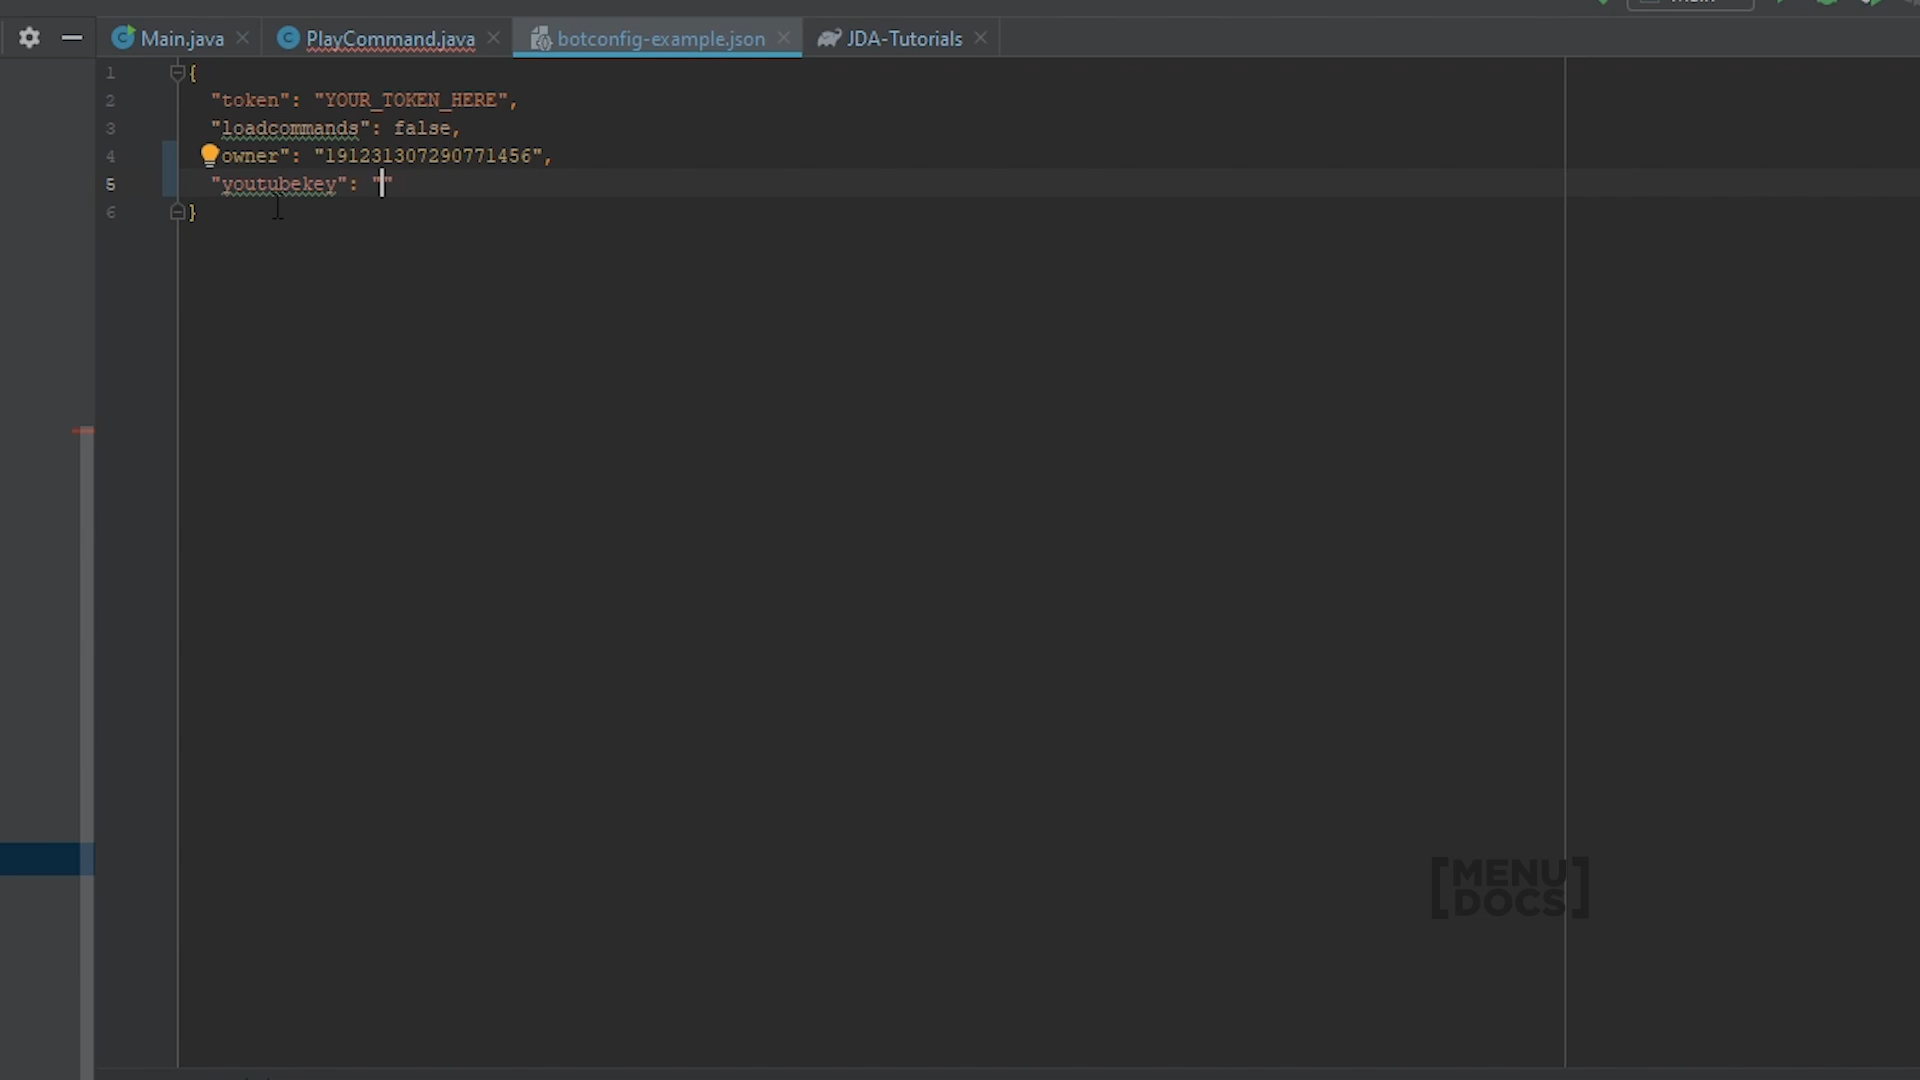 Main.java PlayCommand.java botconfig-example.json JDA-Tutorials
1 {
2 "token": "YOUR_TOKEN_HERE",
3 "loadcommands": false,
4 owner": "191231307290771456",
5 "youtubekey": ""
6 }
[MENU
DOCS]